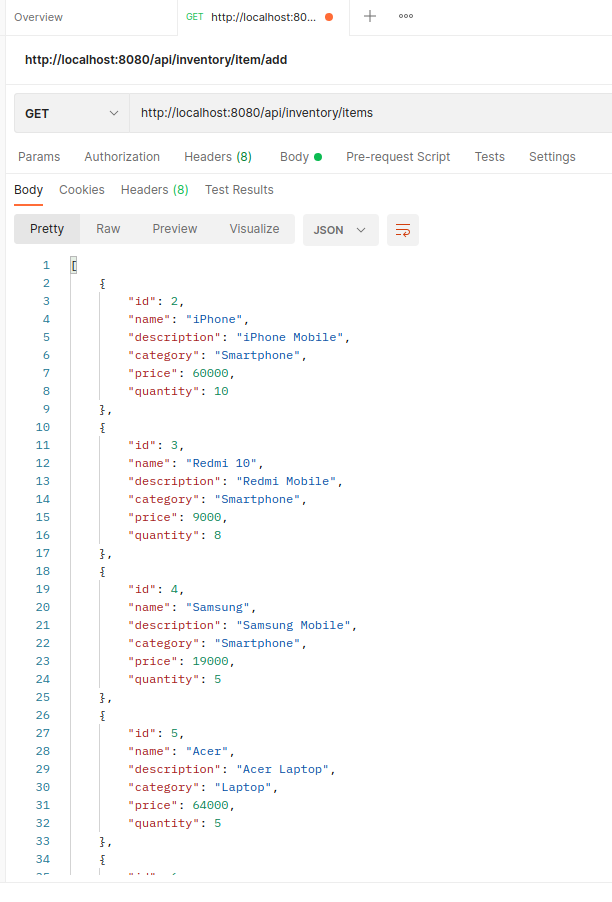 Overview
GET http://localhost:80...
http://localhost:8080/api/inventory/item/add
GET http://localhost:8080/api/inventory/items
Params Authorization Headers (8) Body Pre-request Script Tests Settings
Body Cookies Headers (8) Test Results
Pretty Raw Preview Visualize JSON
1 [
2 {
3 "id": 2,
4 "name": "iPhone",
5 "description": "iPhone Mobile",
6 "category": "Smartphone",
7 "price": 60000,
8 "quantity": 10
9 },
10 {
11 "id": 3,
12 "name": "Redmi 10",
13 "description": "Redmi Mobile",
14 "category": "Smartphone",
15 "price": 9000,
16 "quantity": 8
17 },
18 {
19 "id": 4,
20 "name": "Samsung",
21 "description": "Samsung Mobile",
22 "category": "Smartphone",
23 "price": 19000,
24 "quantity": 5
25 },
26 {
27 "id": 5,
28 "name": "Acer",
29 "description": "Acer Laptop",
30 "category": "Laptop",
31 "price": 64000,
32 "quantity": 5
33 },
34 {